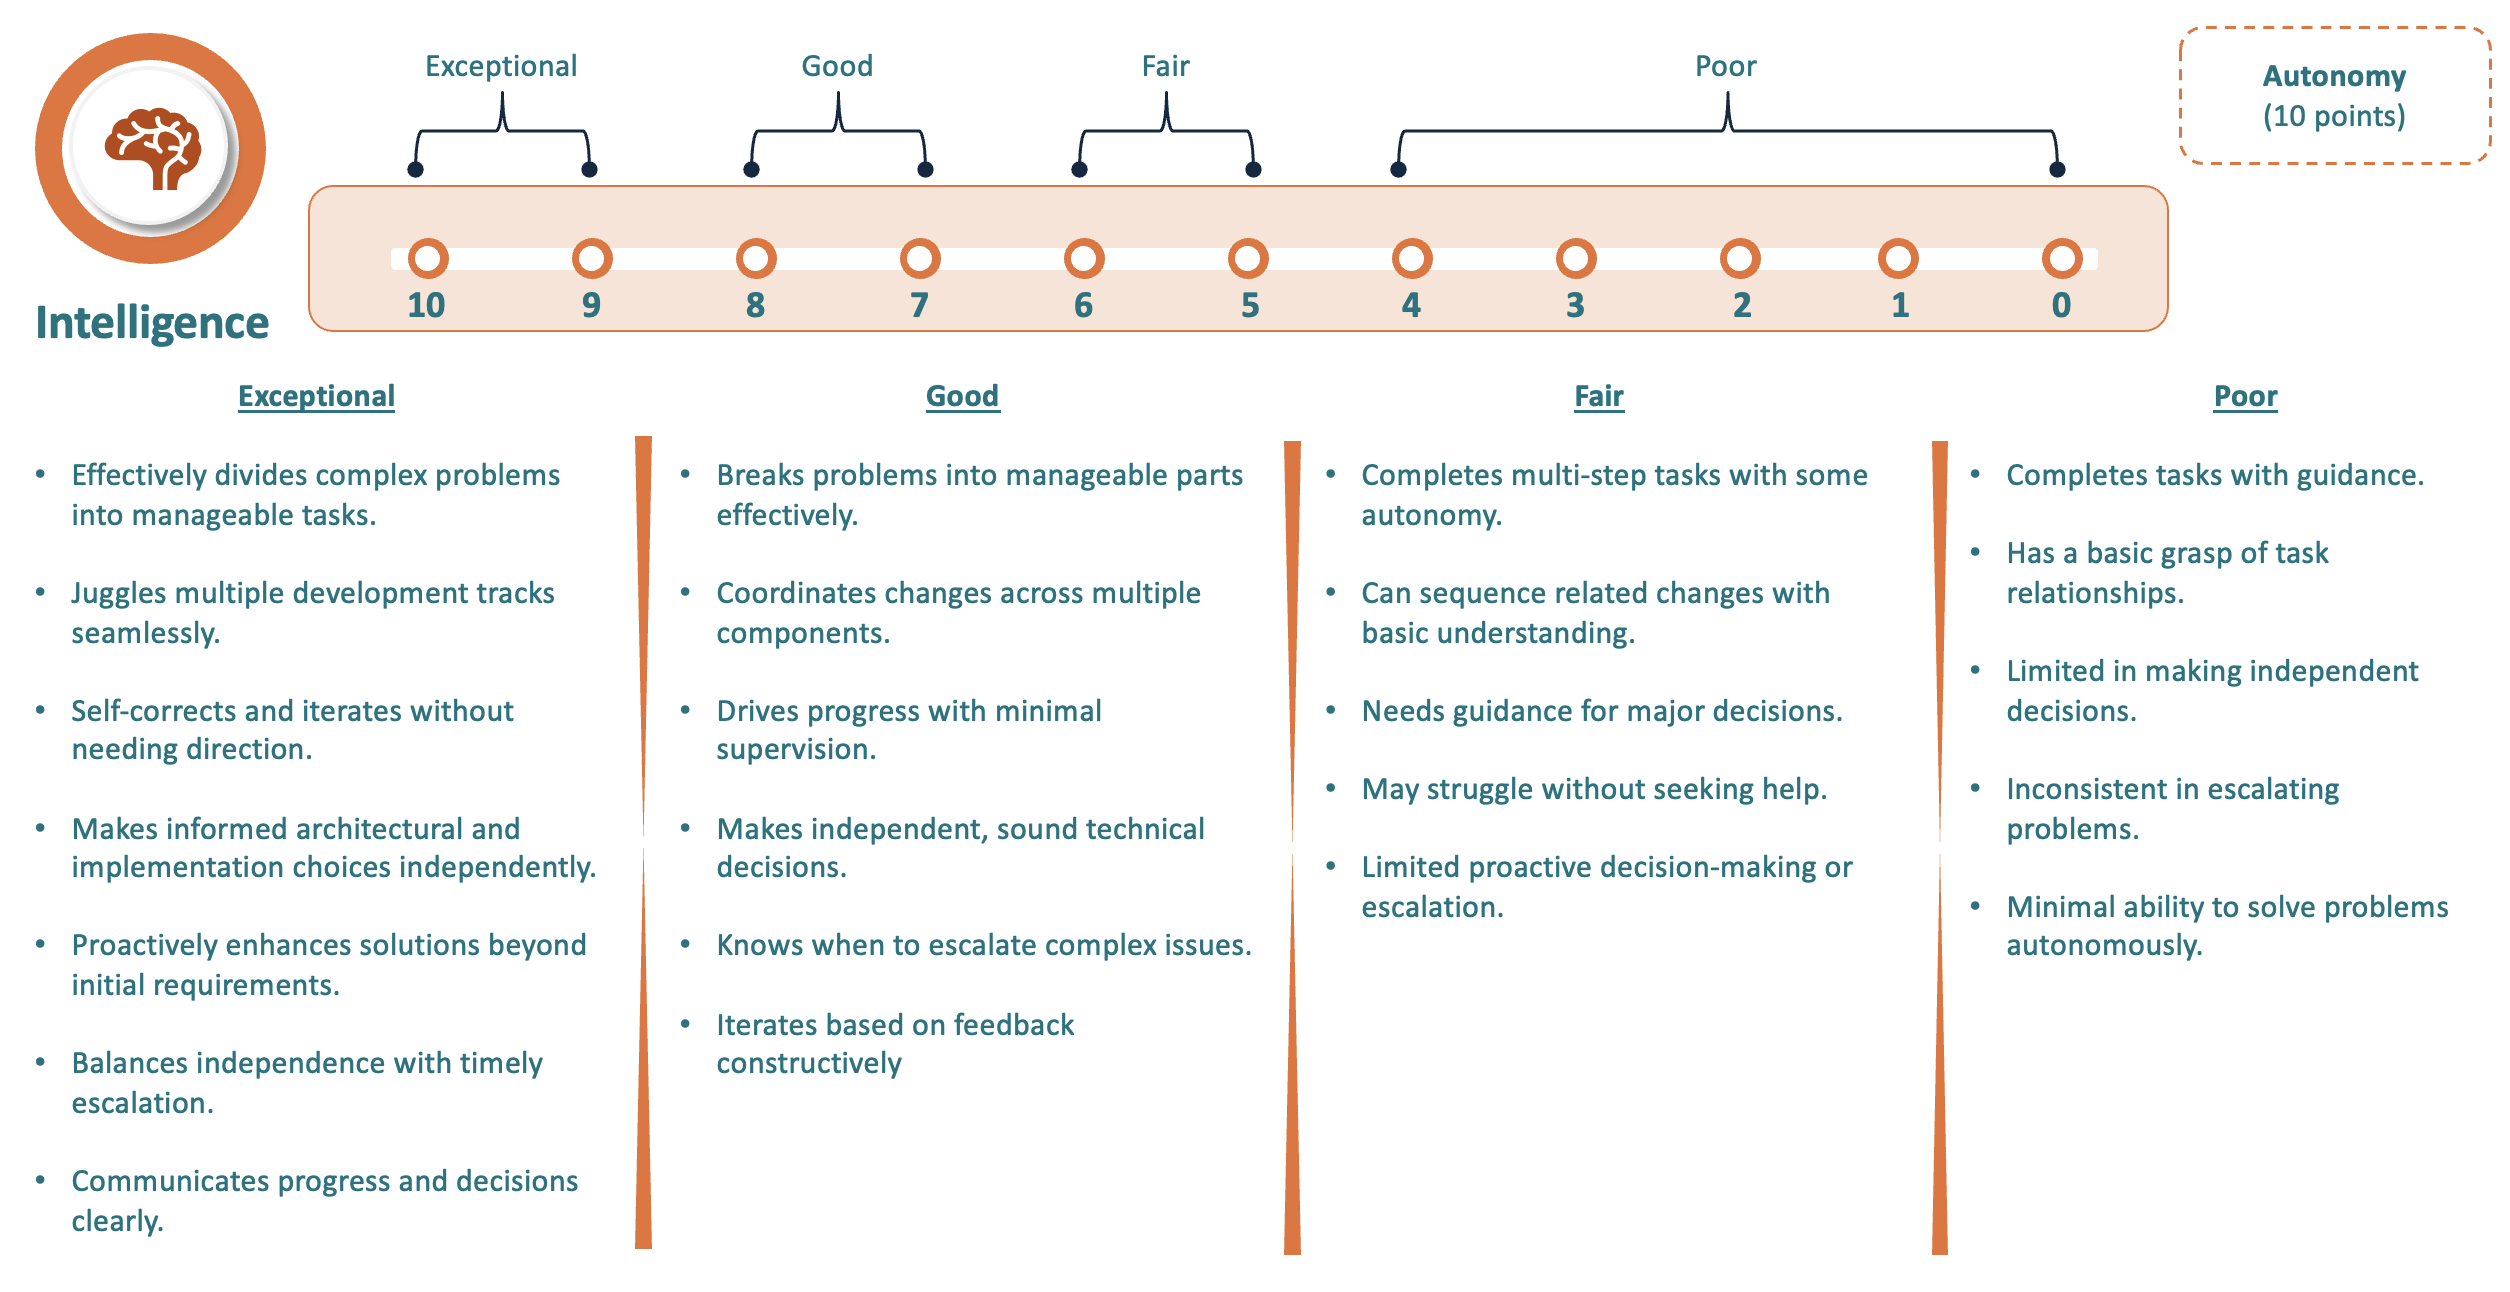 Exceptional
Good
Fair
Poor
Autonomy
(10 points)
10
9
8
7
6
5
4
3
2
1
0
Intelligence
Exceptional
• Effectively divides complex problems
into manageable tasks.
• Juggles multiple development tracks
seamlessly.
• Self-corrects and iterates without
needing direction.
• Makes informed architectural and
implementation choices independently.
• Proactively enhances solutions beyond
initial requirements.
• Balances independence with timely
escalation.
• Communicates progress and decisions
clearly.
Good
• Breaks problems into manageable parts
effectively.
• Coordinates changes across multiple
components.
• Drives progress with minimal
supervision.
• Makes independent, sound technical
decisions.
• Knows when to escalate complex issues.
• Iterates based on feedback
constructively
Fair
• Completes multi-step tasks with some
autonomy.
• Can sequence related changes with
basic understanding.
• Needs guidance for major decisions.
• May struggle without seeking help.
• Limited proactive decision-making or
escalation.
Poor
• Completes tasks with guidance.
• Has a basic grasp of task
relationships.
• Limited in making independent
decisions.
• Inconsistent in escalating
problems.
• Minimal ability to solve problems
autonomously.